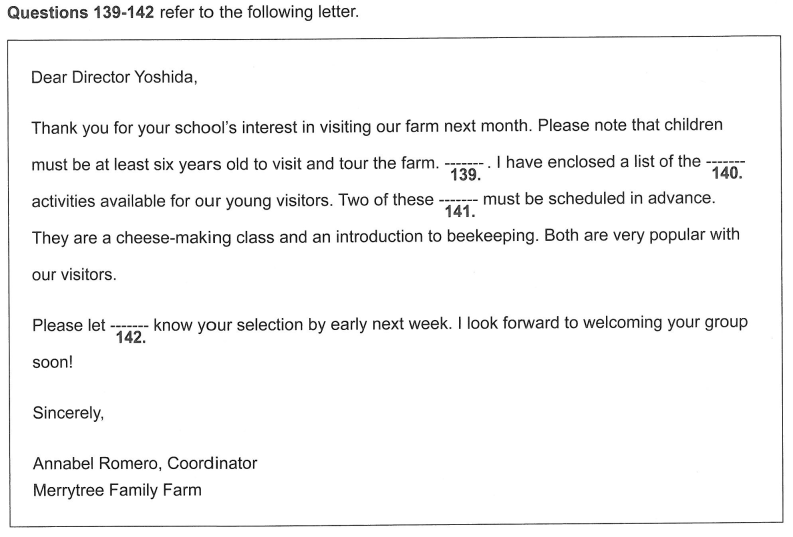 Questions 139-142 refer to the following letter.
Dear Director Yoshida,
Thank you for your school's interest in visiting our farm next month. Please note that children
must be at least six years old to visit and tour the farm. ------- . I have enclosed a list of the -------
139. 140.
activities available for our young visitors. Two of these ------- must be scheduled in advance.
141.
They are a cheese-making class and an introduction to beekeeping. Both are very popular with
our visitors.
Please let ------- know your selection by early next week. I look forward to welcoming your group
142.
soon!
Sincerely,
Annabel Romero, Coordinator
Merrytree Family Farm